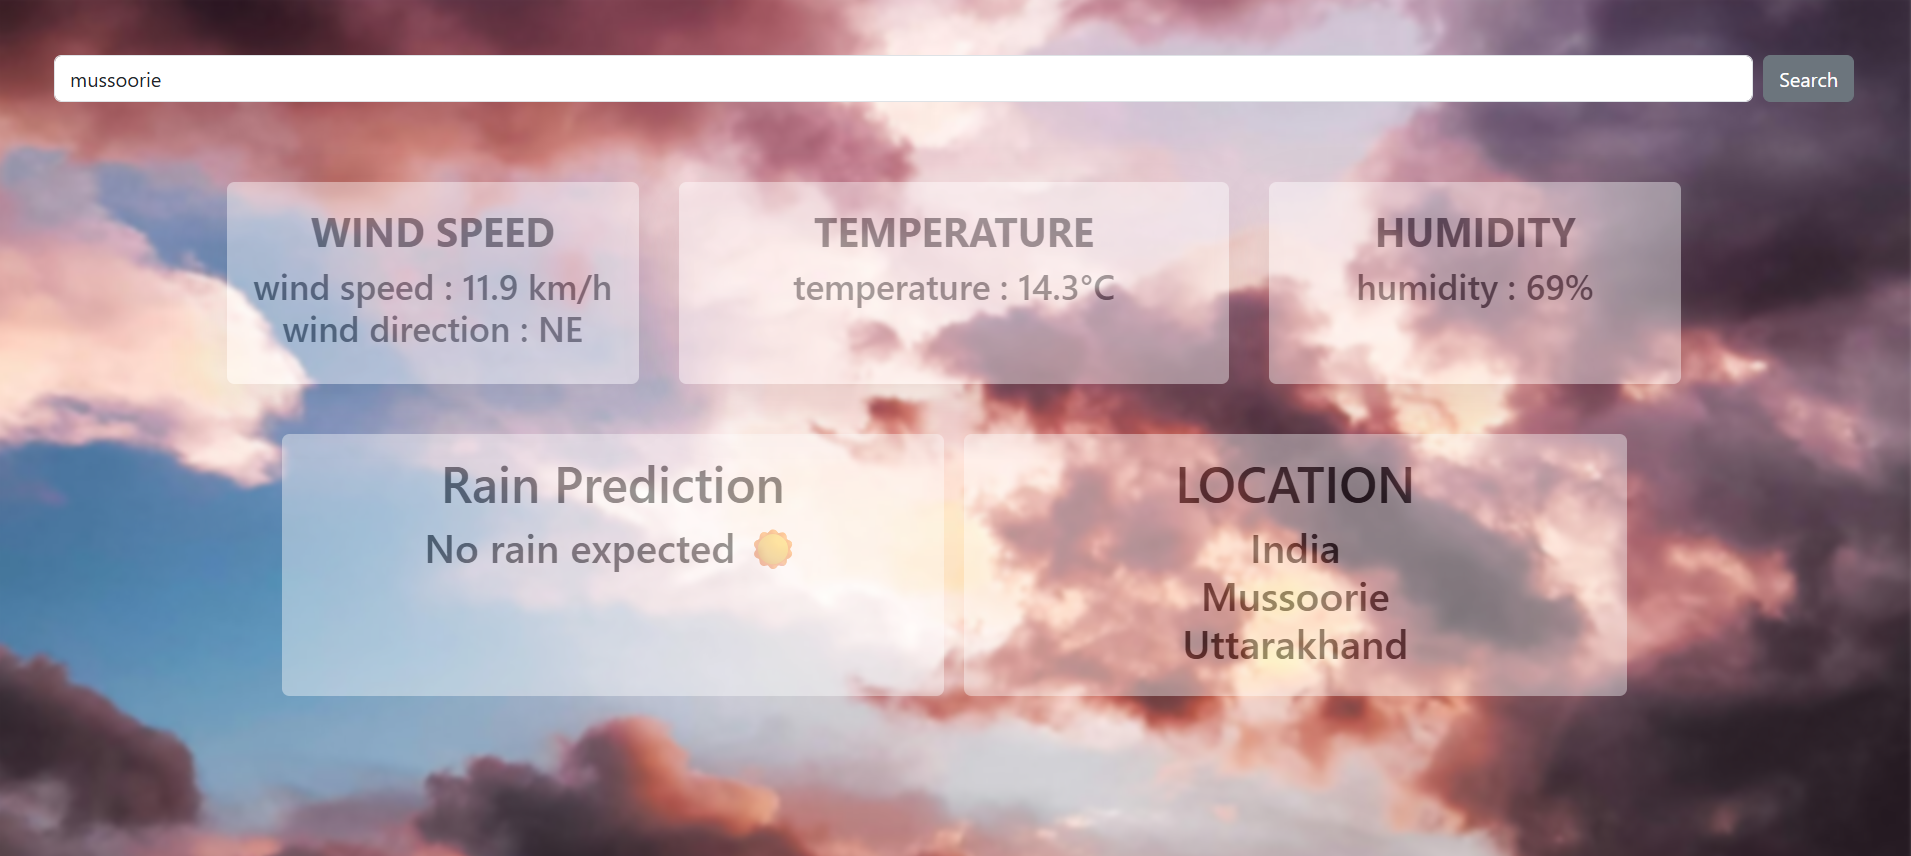 mussoorie
Search
WIND SPEED
wind speed : 11.9 km/h
wind direction : NE
TEMPERATURE
temperature : 14.3°C
HUMIDITY
humidity : 69%
Rain Prediction
No rain expected
LOCATION
India
Mussoorie
Uttarakhand